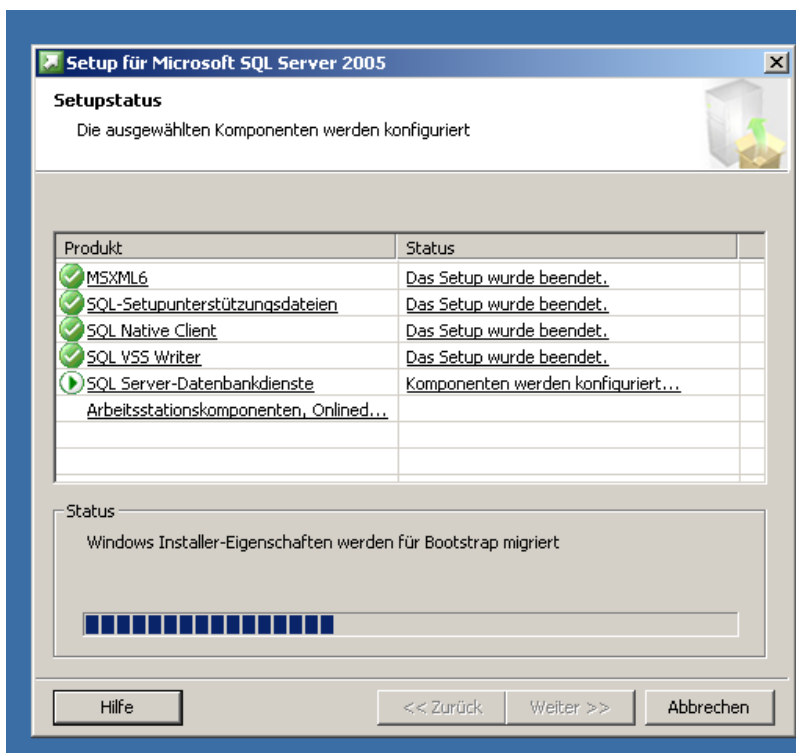 Setup für Microsoft SQL Server 2005
Setupstatus
Die ausgewählten Komponenten werden konfiguriert
Produkt Status
MSXML6 Das Setup wurde beendet.
SQL-Setupunterstützungsdateien Das Setup wurde beendet.
SQL Native Client Das Setup wurde beendet.
SQL VSS Writer Das Setup wurde beendet.
SQL Server-Datenbankdienste Komponenten werden konfiguriert...
Arbeitsstationskomponenten, Onlined...
Status
Windows Installer-Eigenschaften werden für Bootstrap migriert
Hilfe << Zurück Weiter >> Abbrechen